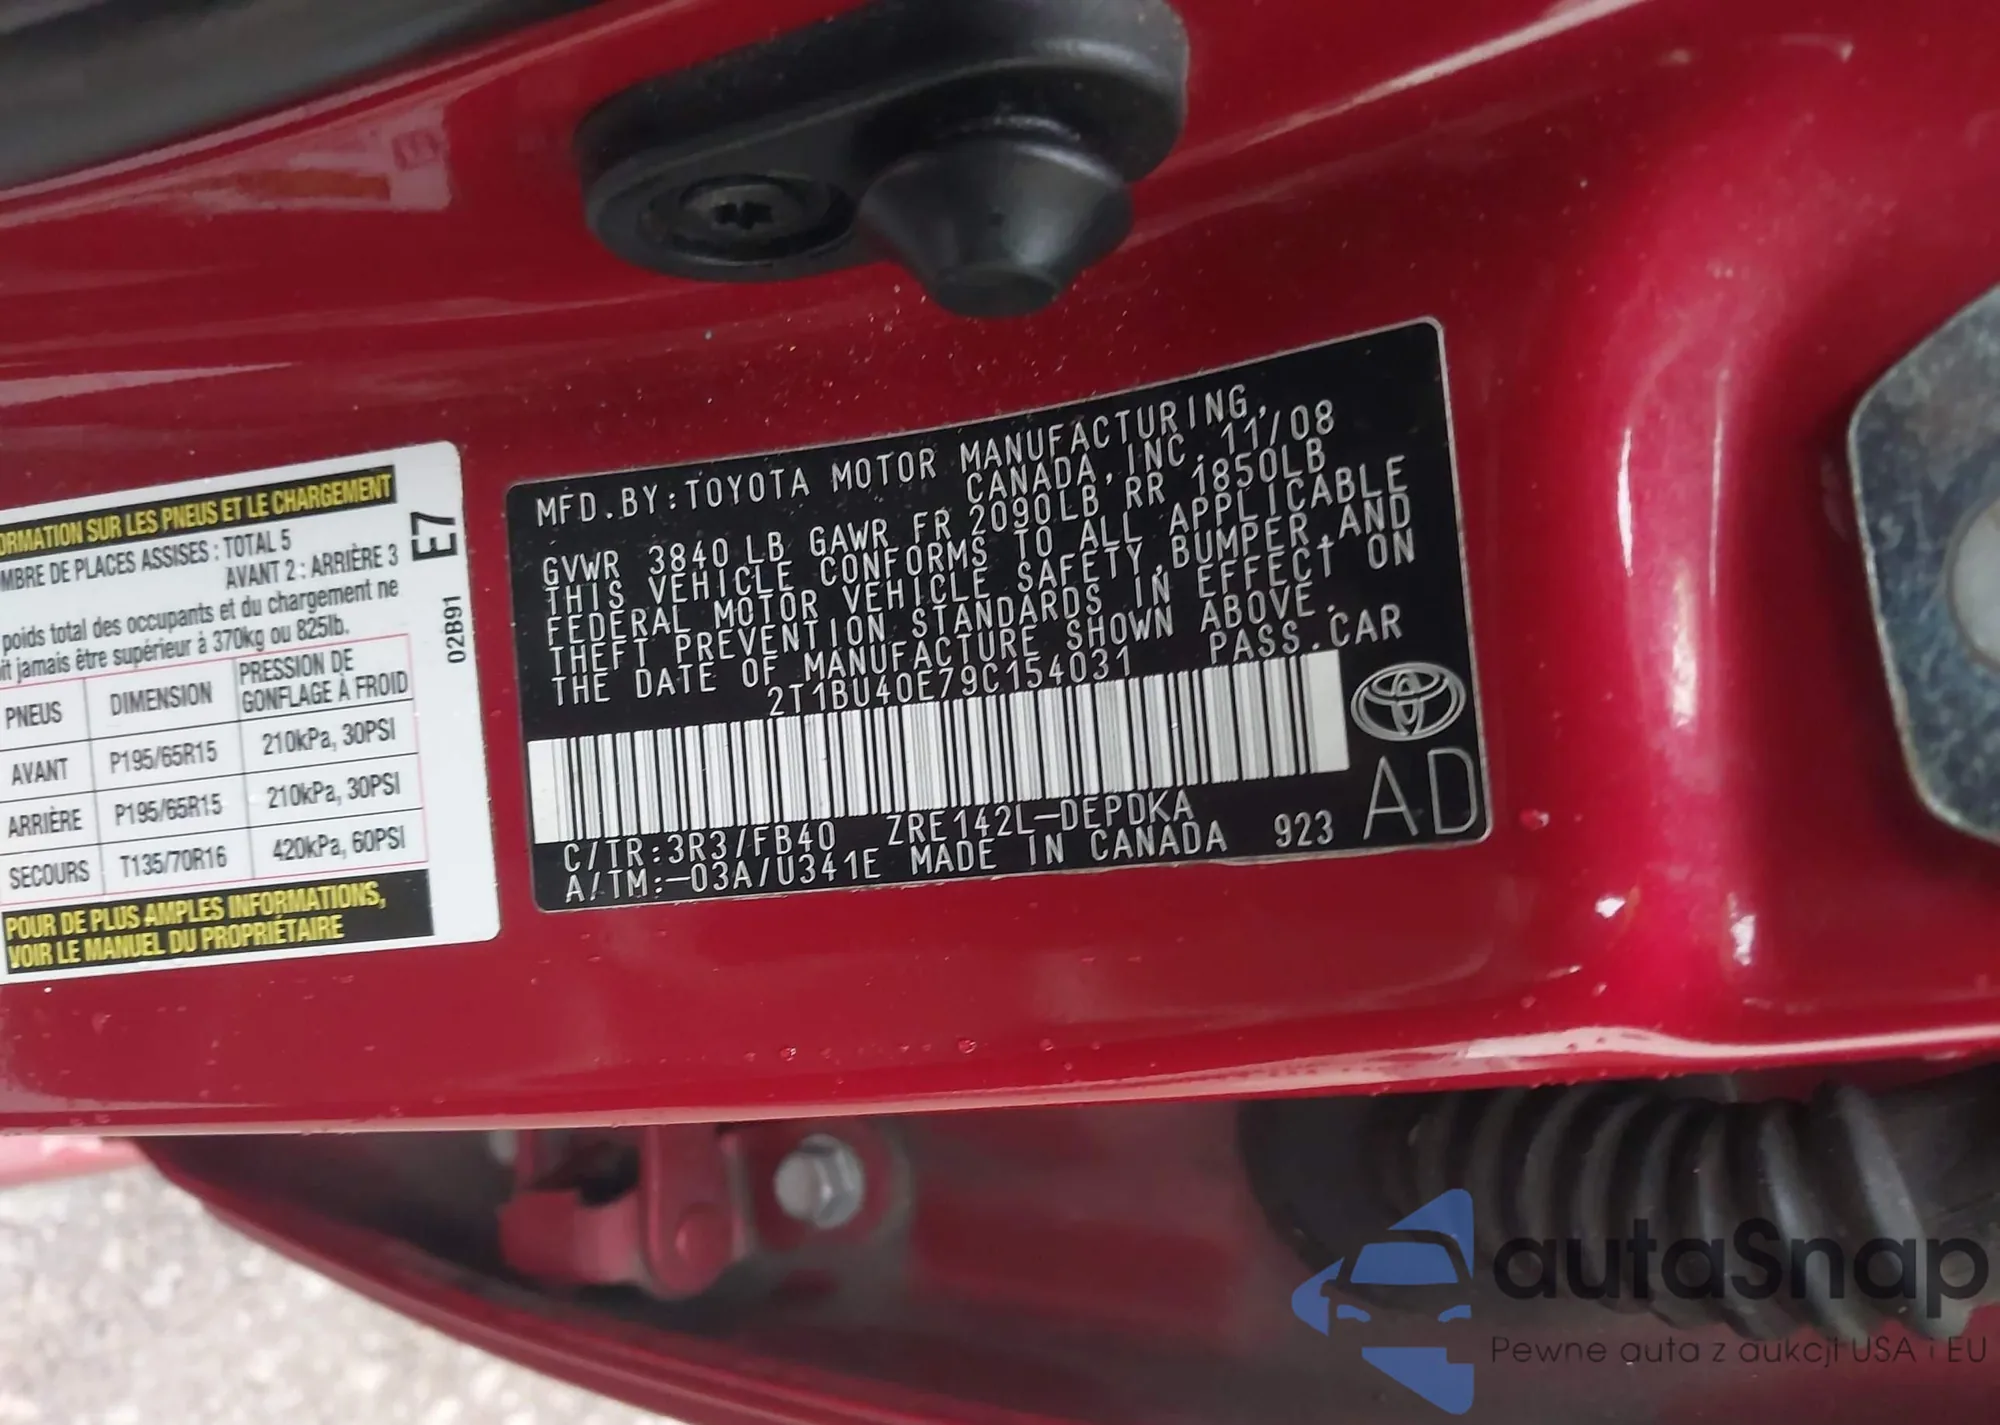 ORMATION SUR LES PNEUS ET LE CHARGEMENT
MBRE DE PLACES ASSISES : TOTAL 5
AVANT 2 : ARRIÈRE 3
poids total des occupants et du chargement ne
it jamais être supérieur à 370kg ou 825lb.
PNEUS DIMENSION PRESSION DE GONFLAGE À FROID
AVANT P195/65R15 210kPa, 30PSI
ARRIÈRE P195/65R15 210kPa, 30PSI
SECOURS T135/70R16 420kPa, 60PSI
POUR DE PLUS AMPLES INFORMATIONS,
VOIR LE MANUEL DU PROPRIÉTAIRE
E7
02B91
MFD.BY:TOYOTA MOTOR MANUFACTURING,
CANADA,INC. 11/08
GVWR 3840 LB GAWR FR 2090LB RR 1850LB
THIS VEHICLE CONFORMS TO ALL APPLICABLE
FEDERAL MOTOR VEHICLE SAFETY,BUMPER,AND
THEFT PREVENTION STANDARDS IN EFFECT ON
THE DATE OF MANUFACTURE SHOWN ABOVE.
2T1BU40E79C154031 PASS.CAR
C/TR:3R3/FB40 ZRE142L-DEPDKA
A/TM:-03A/U341E MADE IN CANADA 923
AD
autaSnap
Pewne auta z aukcji USA i EU